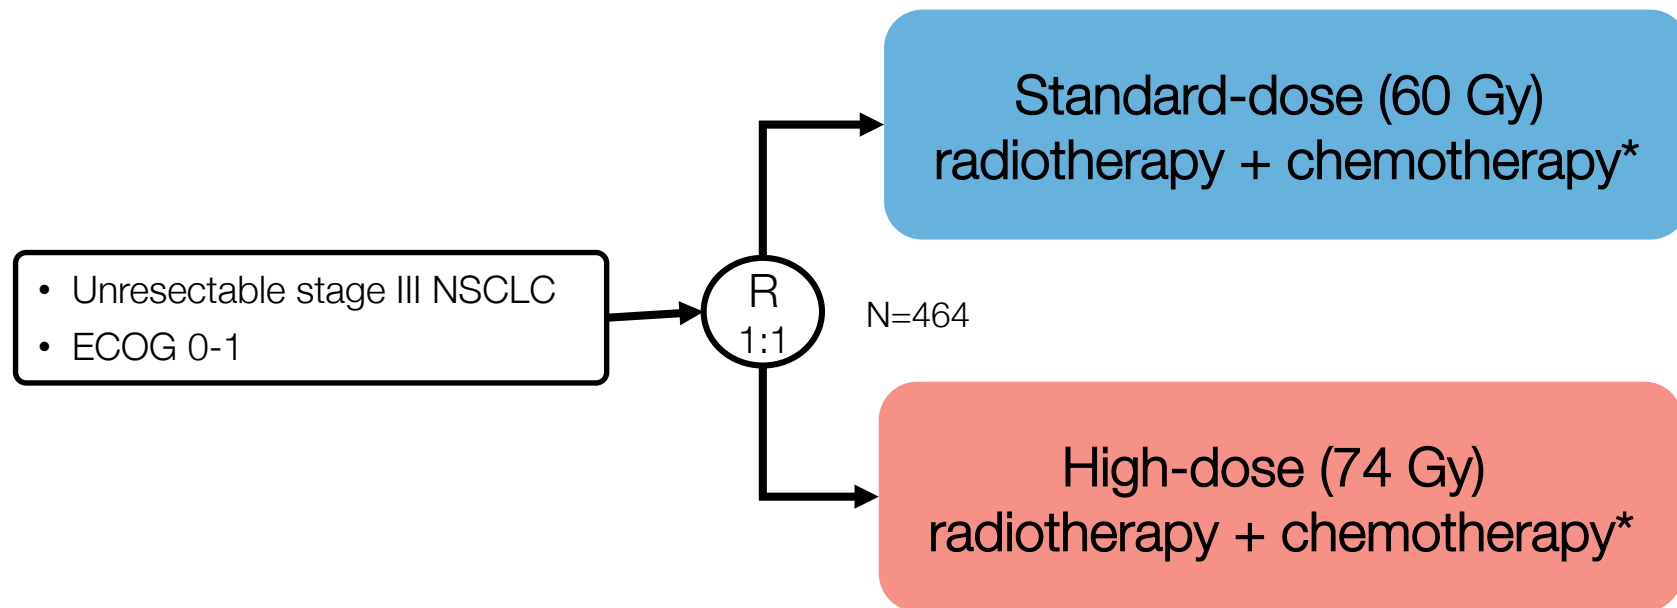 Standard-dose (60 Gy)
radiotherapy + chemotherapy*
• Unresectable stage III NSCLC
• ECOG 0-1
R
1:1
N=464
High-dose (74 Gy)
radiotherapy + chemotherapy*